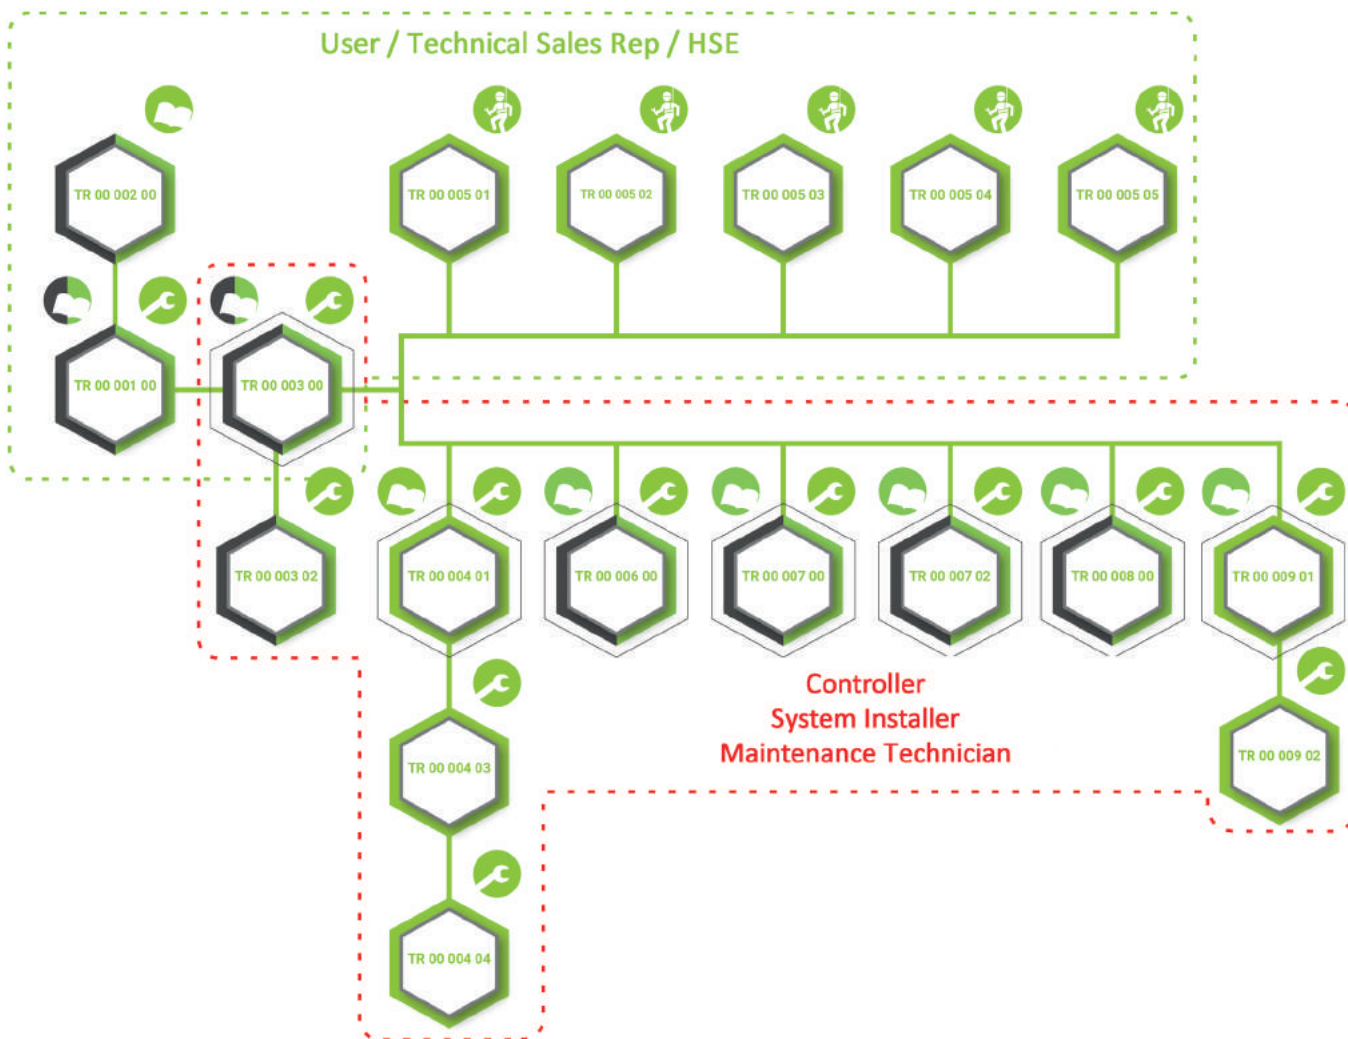 User / Technical Sales Rep / HSE
TR 00 002 00
TR 00 005 01
TR 00 005 02
TR 00 005 03
TR 00 005 04
TR 00 005 05
TR 00 001 00
TR 00 003 00
TR 00 003 02
TR 00 004 01
TR 00 006 00
TR 00 007 00
TR 00 007 02
TR 00 008 00
TR 00 009 01
Controller
System Installer
Maintenance Technician
TR 00 004 03
TR 00 009 02
TR 00 004 04